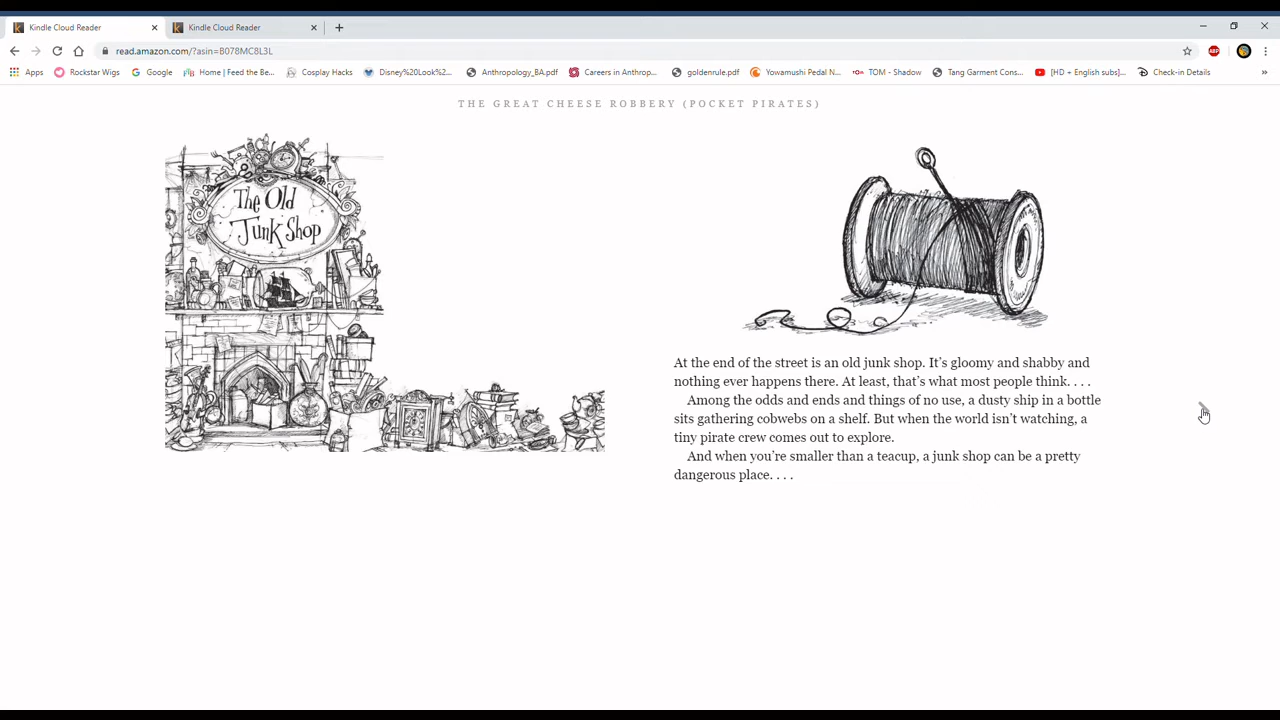 Kindle Cloud Reader
Kindle Cloud Reader
read.amazon.com/?asin=B078MC8L3L
Apps
Rockstar Wigs
Google
Home | Feed the Be...
Cosplay Hacks
Disney%20Look%2...
Anthropology_BA.pdf
Careers in Anthrop...
goldenrule.pdf
Yowamushi Pedal N...
TOM - Shadow
Tang Garment Cons...
[HD + English subs]...
Check-in Details
THE GREAT CHEESE ROBBERY (POCKET PIRATES)
The Old
Junk Shop
At the end of the street is an old junk shop. It’s gloomy and shabby and
nothing ever happens there. At least, that’s what most people think. . . .
Among the odds and ends and things of no use, a dusty ship in a bottle
sits gathering cobwebs on a shelf. But when the world isn’t watching, a
tiny pirate crew comes out to explore.
And when you’re smaller than a teacup, a junk shop can be a pretty
dangerous place. . . .